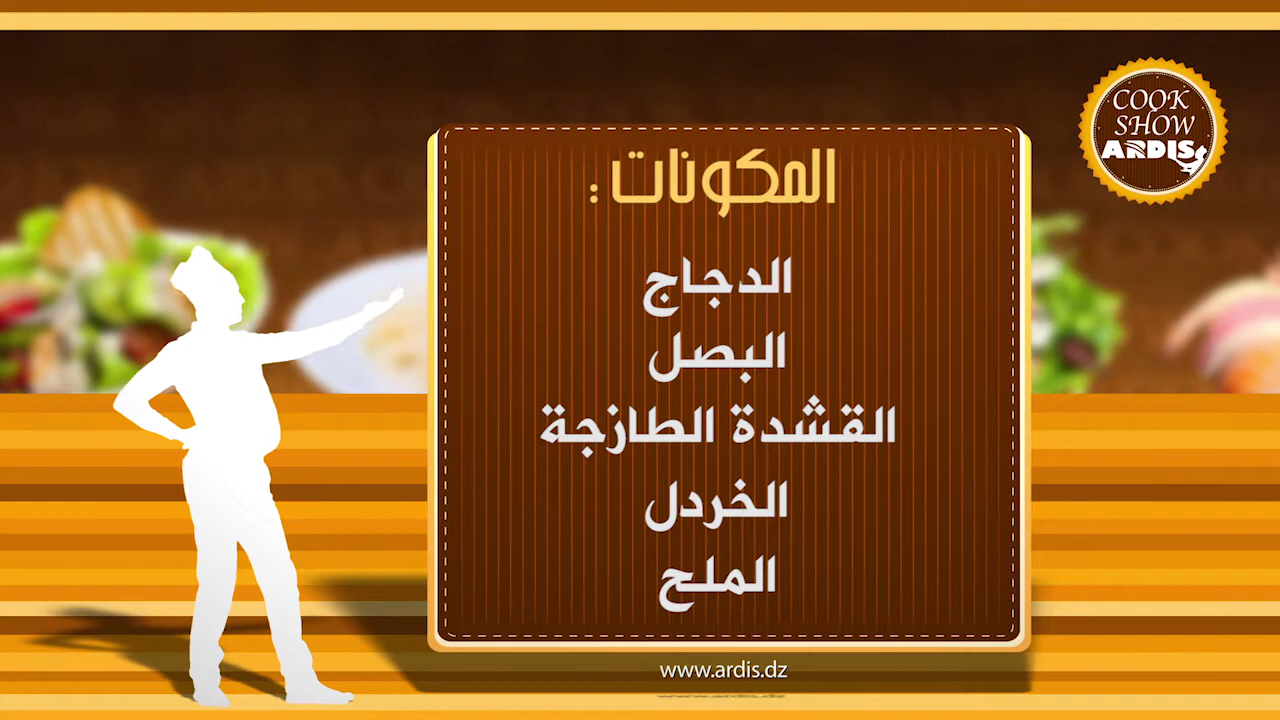 COOK
SHOW
ARDIS
المكونات :
الدجاج
البصل
القشدة الطازجة
الخردل
الملح
www.ardis.dz